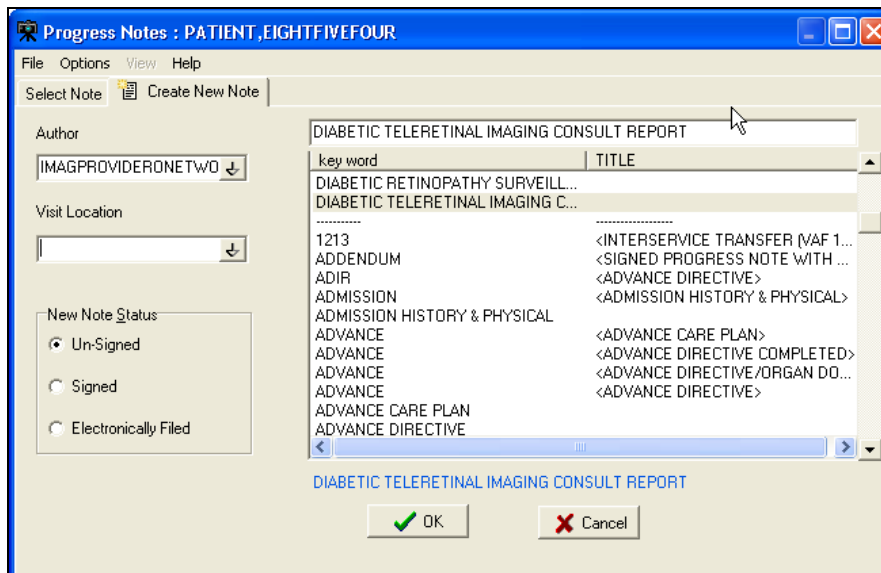 Progress Notes : PATIENT,EIGHTFIVEFOUR
File Options View Help
Select Note Create New Note
Author
IMAGPROVIDERONETWO
Visit Location
New Note Status
Un-Signed
Signed
Electronically Filed
DIABETIC TELERETINAL IMAGING CONSULT REPORT
key word TITLE
DIABETIC RETINOPATHY SURVEILL...
DIABETIC TELERETINAL IMAGING C...
----------- -------------------
1213 <INTERSERVICE TRANSFER (VAF 1...
ADDENDUM <SIGNED PROGRESS NOTE WITH ...
ADIR <ADVANCE DIRECTIVE>
ADMISSION <ADMISSION HISTORY & PHYSICAL>
ADMISSION HISTORY & PHYSICAL
ADVANCE <ADVANCE CARE PLAN>
ADVANCE <ADVANCE DIRECTIVE COMPLETED>
ADVANCE <ADVANCE DIRECTIVE/ORGAN DO...
ADVANCE <ADVANCE DIRECTIVE>
ADVANCE CARE PLAN
ADVANCE DIRECTIVE
DIABETIC TELERETINAL IMAGING CONSULT REPORT
OK Cancel